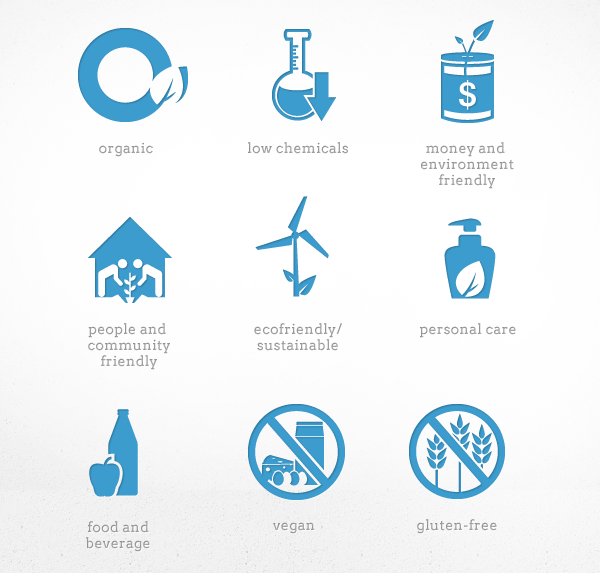 $
organic
low chemicals
money and
environment
friendly
people and
community
friendly
ecofriendly/
sustainable
personal care
food and
beverage
vegan
gluten-free